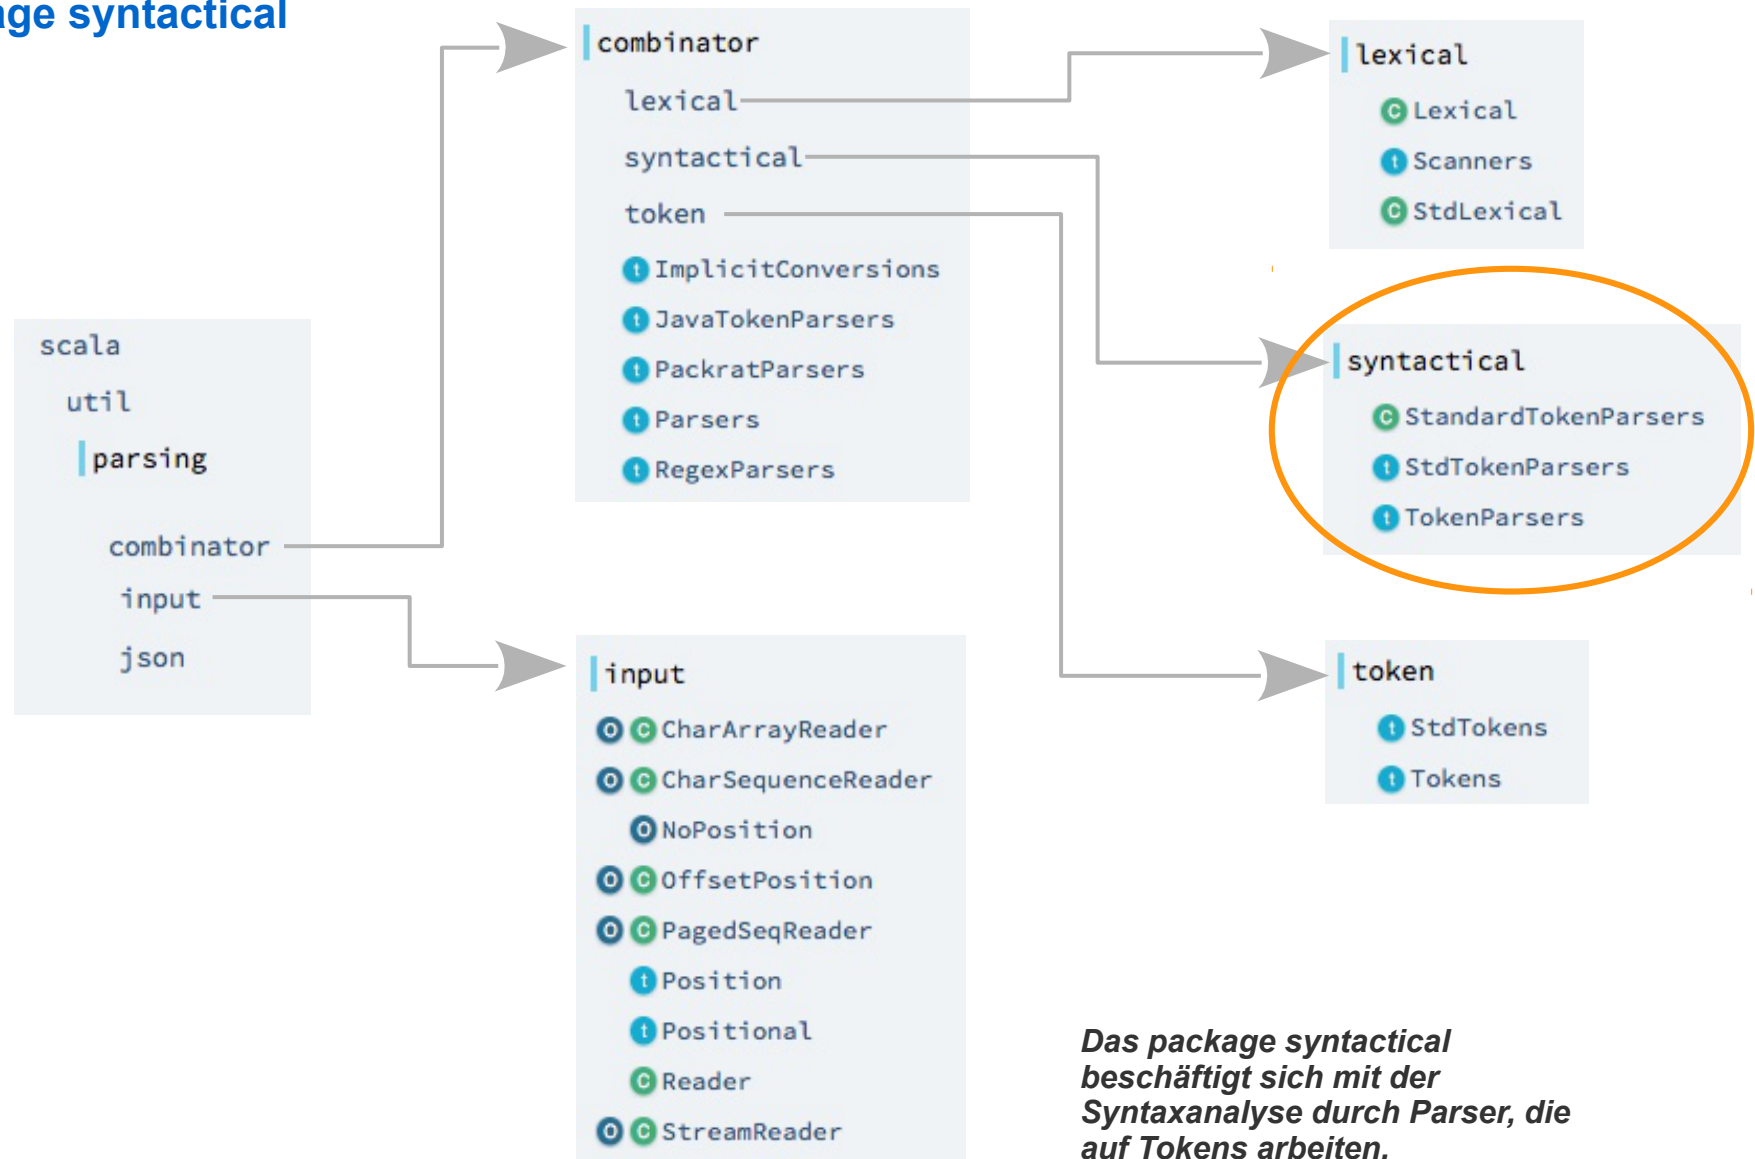 syntactical
scala
util
parsing
combinator
input
json
combinator
lexical
syntactical
token
t ImplicitConversions
t JavaTokenParsers
t PackratParsers
t Parsers
t RegexParsers
input
O C CharArrayReader
O C CharSequenceReader
O NoPosition
O C OffsetPosition
O C PagedSeqReader
t Position
t Positional
C Reader
O C StreamReader
lexical
C Lexical
t Scanners
C StdLexical
syntactical
C StandardTokenParsers
t StdTokenParsers
t TokenParsers
token
t StdTokens
t Tokens
Das package syntactical
beschäftigt sich mit der
Syntaxanalyse durch Parser, die
auf Tokens arbeiten.